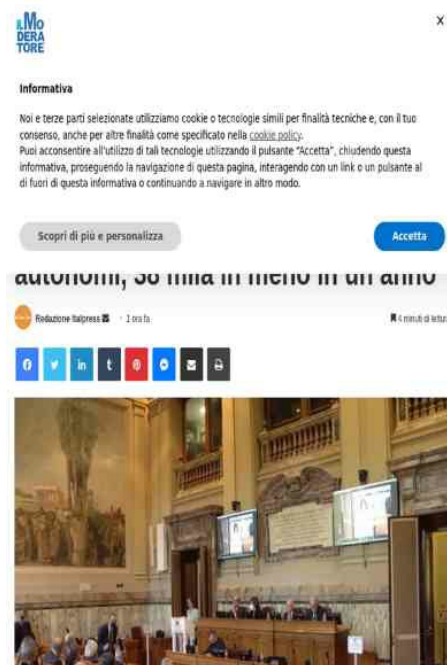 IL Mo
DERA
TORE
x
Informativa
Noi e terze parti selezionate utilizziamo cookie o tecnologie simili per finalità tecniche e, con il tuo
consenso, anche per altre finalità come specificato nella cookie policy.
Puoi acconsentire all'utilizzo di tali tecnologie utilizzando il pulsante "Accetta", chiudendo questa
informativa, proseguendo la navigazione di questa pagina, interagendo con un link o un pulsante al
di fuori di questa informativa o continuando a navigare in altro modo.
Scopri di più e personalizza
Accetta
autonomi, 38 mila in meno in un anno
Redazione Italpress · 1 ora fa
4 minuti di lettura